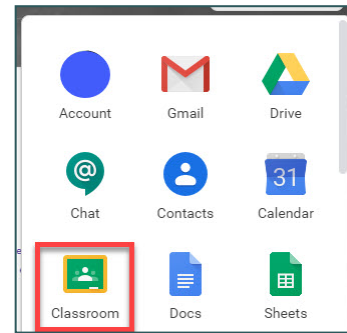 Account Gmail Drive
@
31
Chat Contacts Calendar
Classroom Docs Sheets